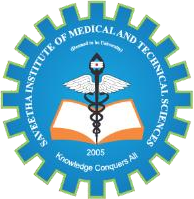 SAVEETHA INSTITUTE OF MEDICAL AND TECHNICAL SCIENCES
(Deemed to be University)
2005
Knowledge Conquers All